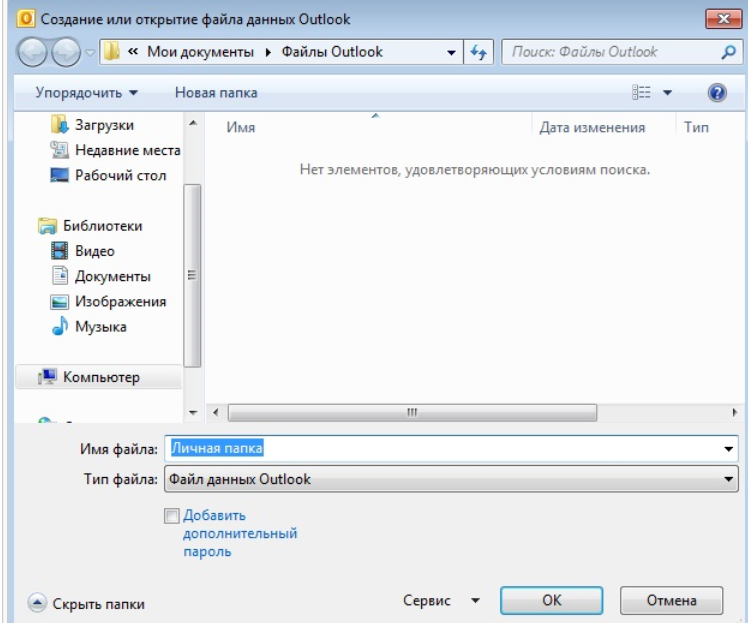 Создание или открытие файла данных Outlook
« Мои документы Файлы Outlook Поиск: Файлы Outlook
Упорядочить Новая папка
Имя Дата изменения Тип
Загрузки
Недавние места
Рабочий стол
Библиотеки
Видео
Документы
Изображения
Музыка
Компьютер
Нет элементов, удовлетворяющих условиям поиска.
Имя файла: Личная папка
Тип файла: Файл данных Outlook
Добавить
дополнительный
пароль
Скрыть папки Сервис OK Отмена